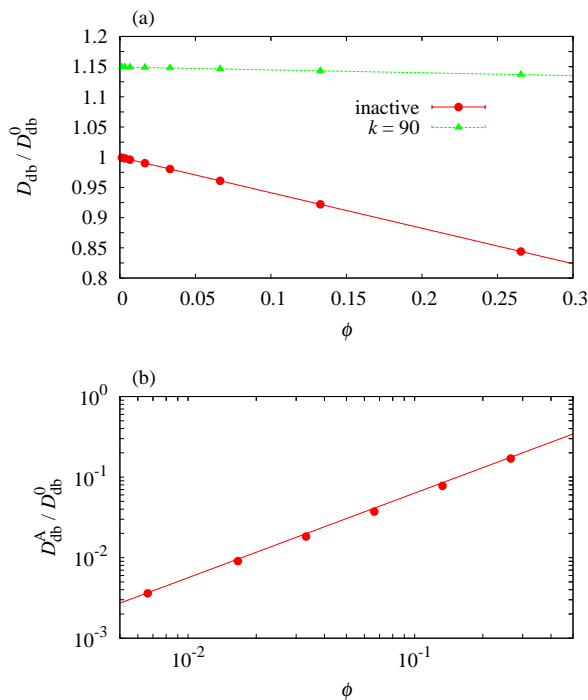 (a)
D_db / D^0_db
1.2
1.15
1.1
1.05
1
0.95
0.9
0.85
0.8
inactive
k = 90
0 0.05 0.1 0.15 0.2 0.25 0.3
ϕ
(b)
D^A_db / D^0_db
10^0
10^-1
10^-2
10^-3
10^-2 10^-1
ϕ